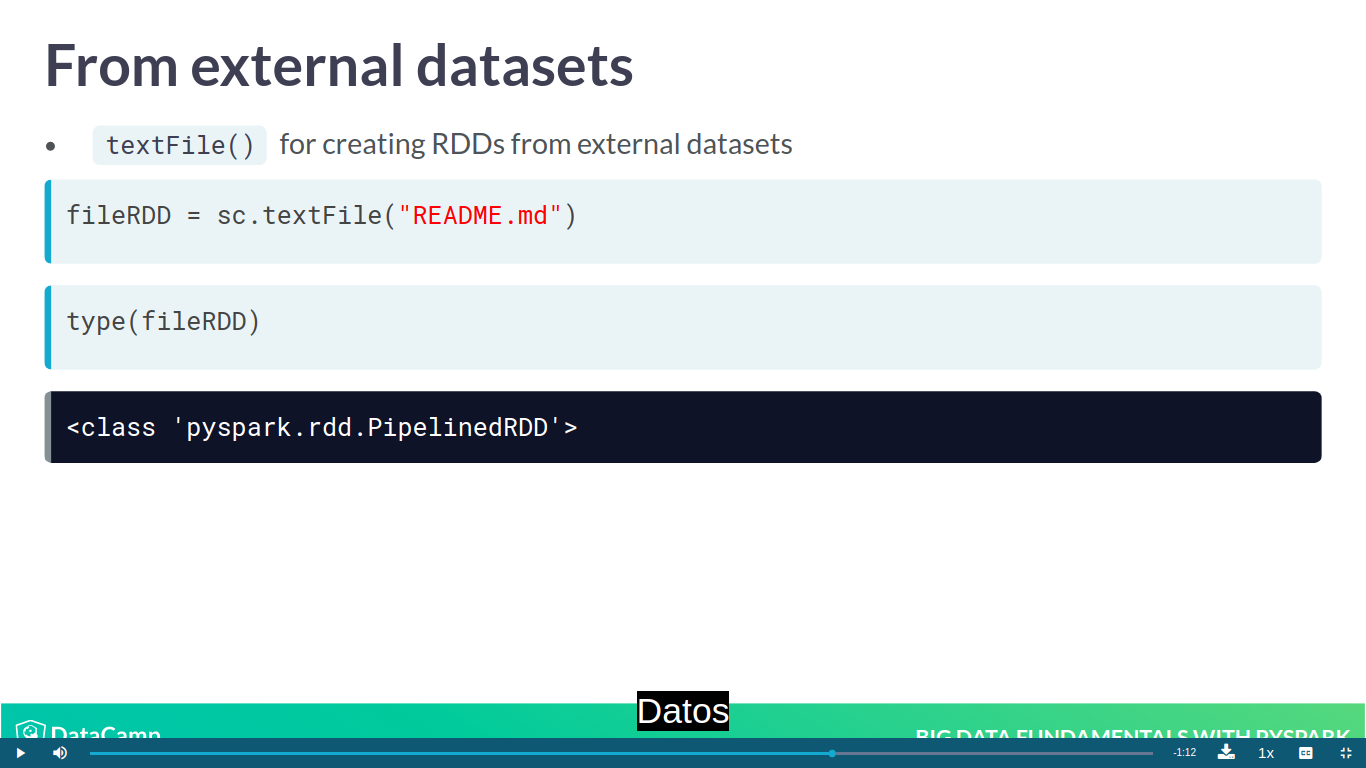 From external datasets
• textFile() for creating RDDs from external datasets
fileRDD = sc.textFile("README.md")
type(fileRDD)
<class 'pyspark.rdd.PipelinedRDD'>
Datos
DataCamp
BIG DATA FUNDAMENTALS WITH PYSPARK
-1:12
1x
CC